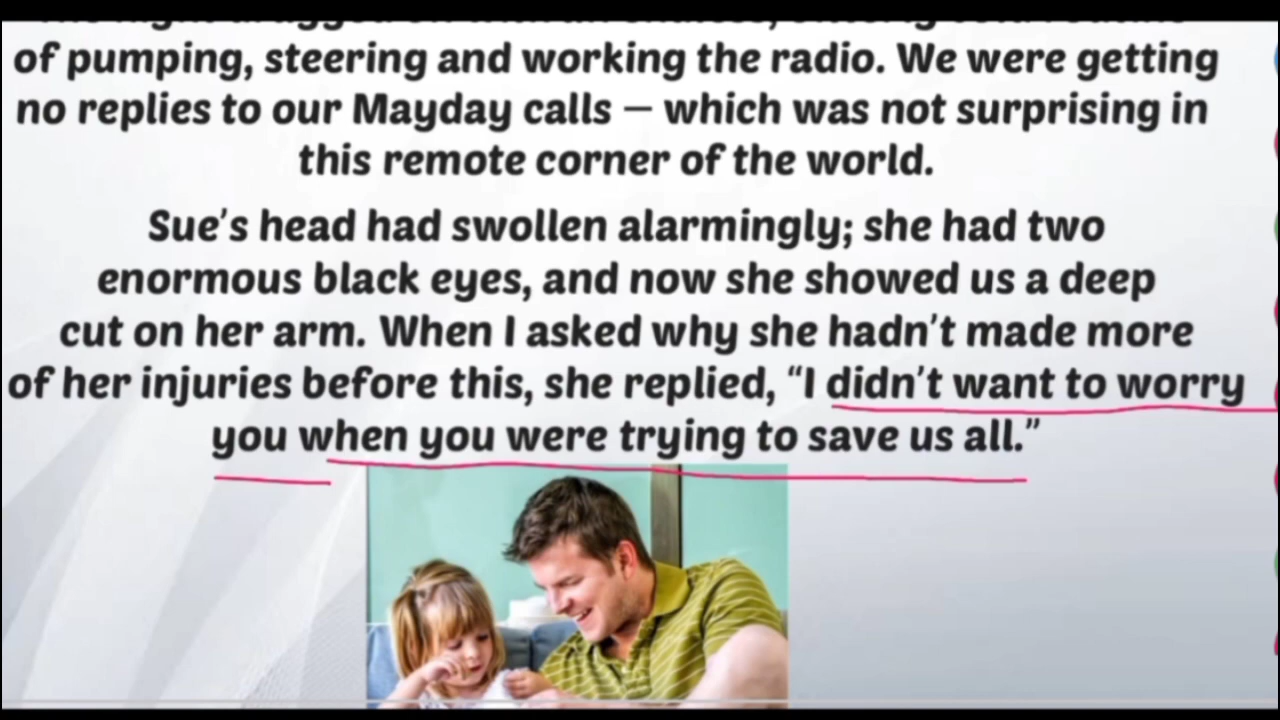 of pumping, steering and working the radio. We were getting
no replies to our Mayday calls — which was not surprising in
this remote corner of the world.
Sue's head had swollen alarmingly; she had two
enormous black eyes, and now she showed us a deep
cut on her arm. When I asked why she hadn't made more
of her injuries before this, she replied, “I didn't want to worry
you when you were trying to save us all.”